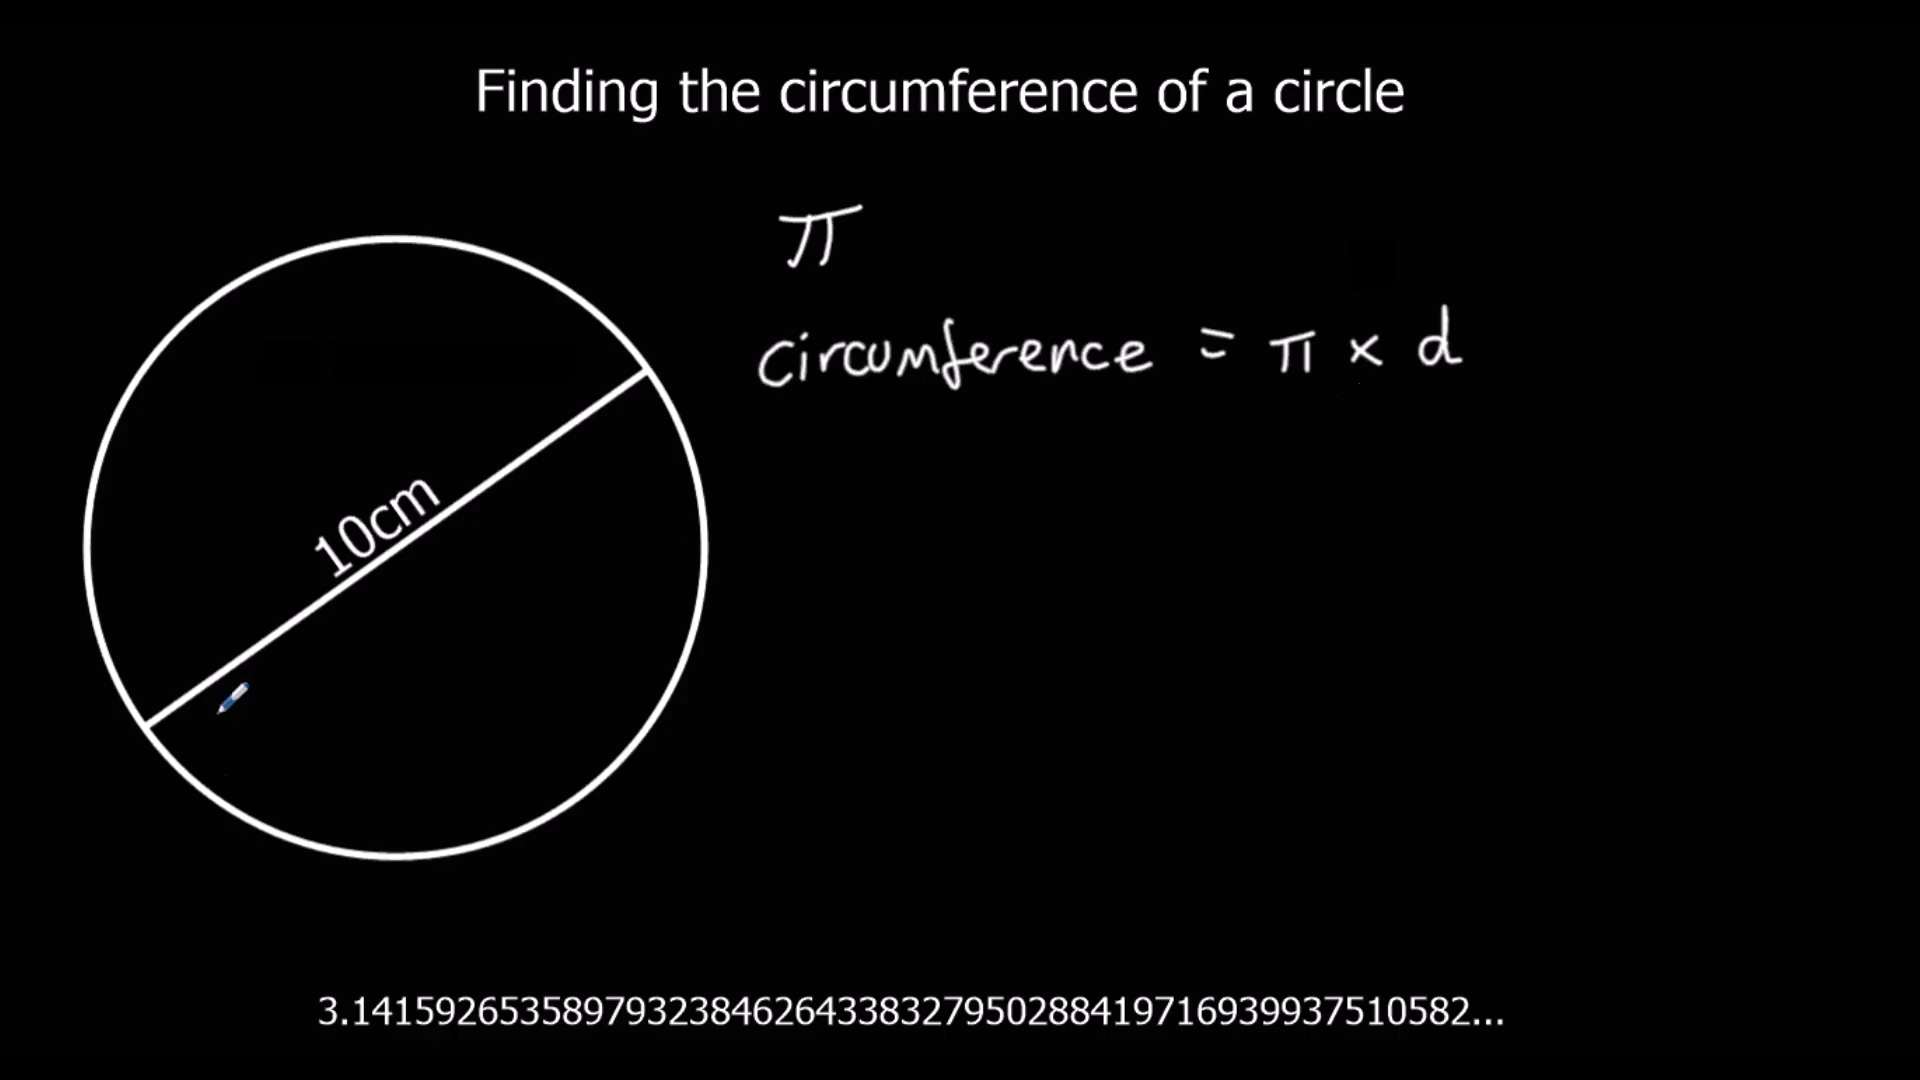 Finding the circumference of a circle
π
circumference = π × d
10cm
3.14159265358979323846264338327950288419716939937510582...